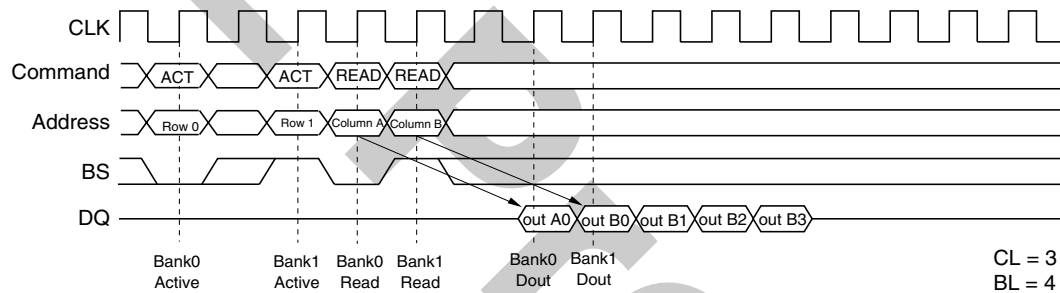 CLK
Command ACT ACT READ READ
Address Row 0 Row 1 Column A Column B
BS
DQ out A0 out B0 out B1 out B2 out B3
Bank0 Active
Bank1 Active
Bank0 Read
Bank1 Read
Bank0 Dout
Bank1 Dout
CL = 3
BL = 4